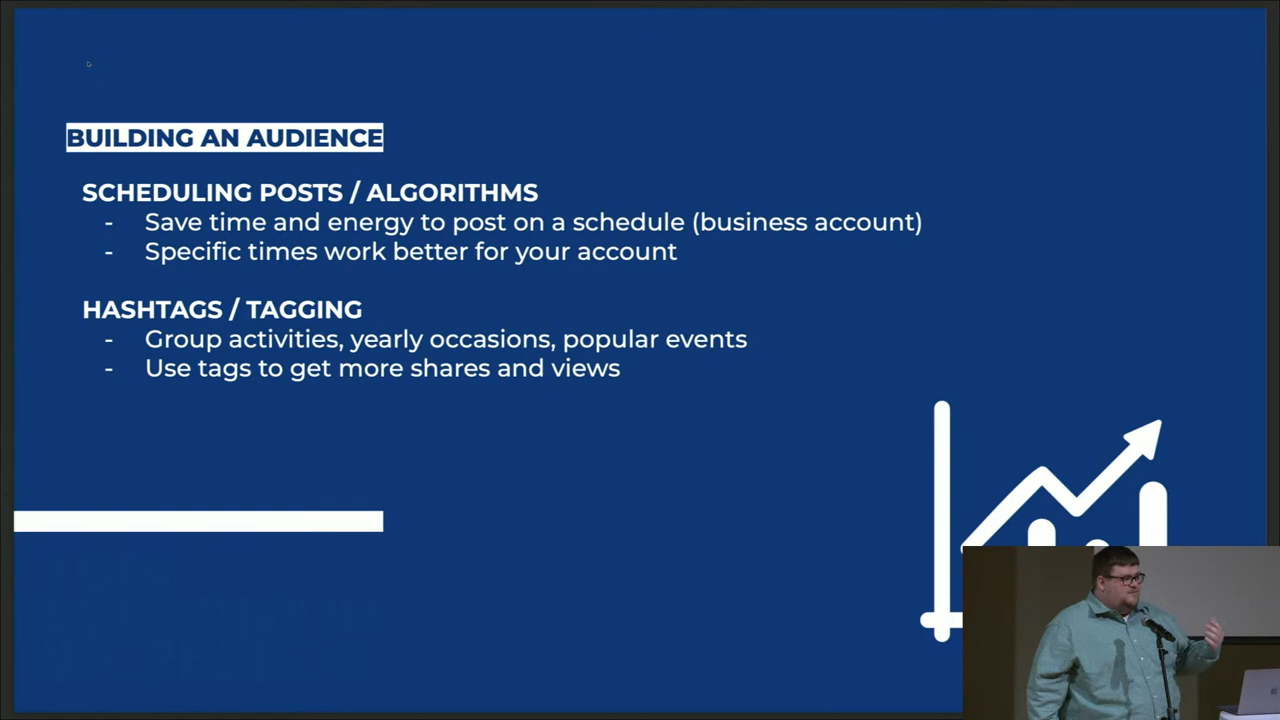 BUILDING AN AUDIENCE
SCHEDULING POSTS / ALGORITHMS
- Save time and energy to post on a schedule (business account)
- Specific times work better for your account
HASHTAGS / TAGGING
- Group activities, yearly occasions, popular events
- Use tags to get more shares and views